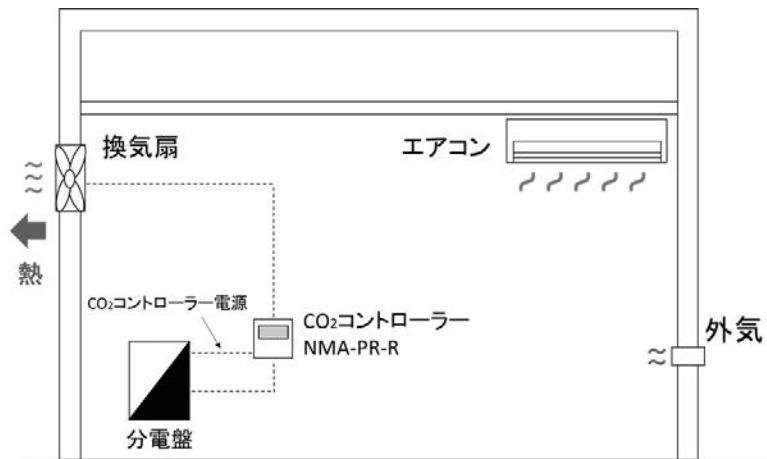 換気扇
エアコン
熱
CO₂コントローラー電源
CO₂コントローラー
NMA-PR-R
外気
分電盤